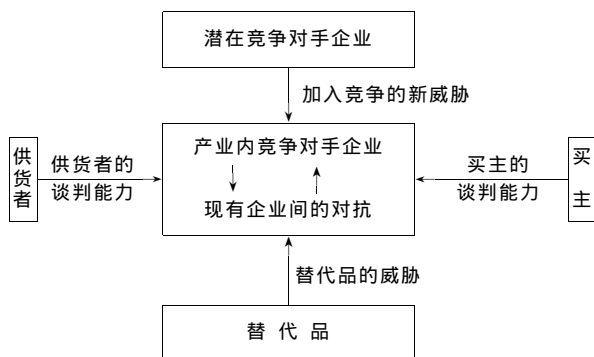 潜在竞争对手企业
加入竞争的新威胁
产业内竞争对手企业
现有企业间的对抗
供货者
供货者的
谈判能力
买主的
谈判能力
买主
替代品的威胁
替代品